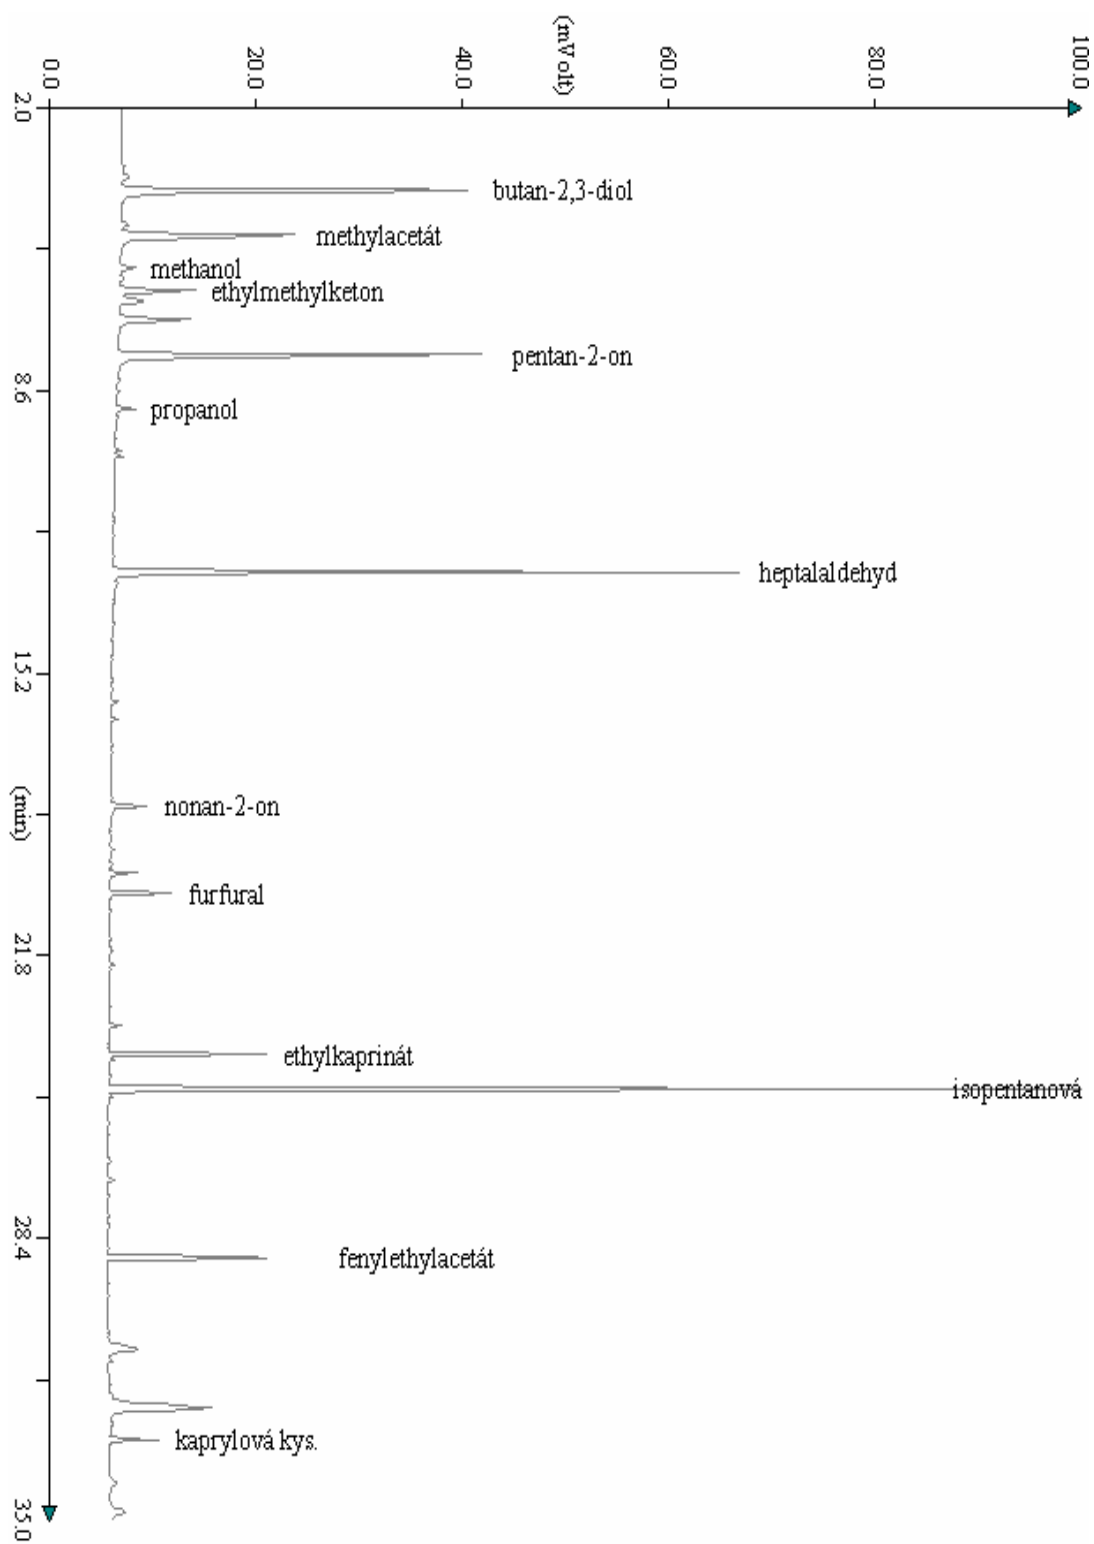 0.0
20.0
40.0
(mVolt)
60.0
80.0
100.0
2.0
butan-2,3-diol
methylacetát
methanol
ethylmethylketon
pentan-2-on
8.6
propanol
heptalaldehyd
15.2
(min)
nonan-2-on
furfural
21.8
ethylkaprinát
isopentanová
28.4
fenylethylacetát
kaprylová kys.
35.0